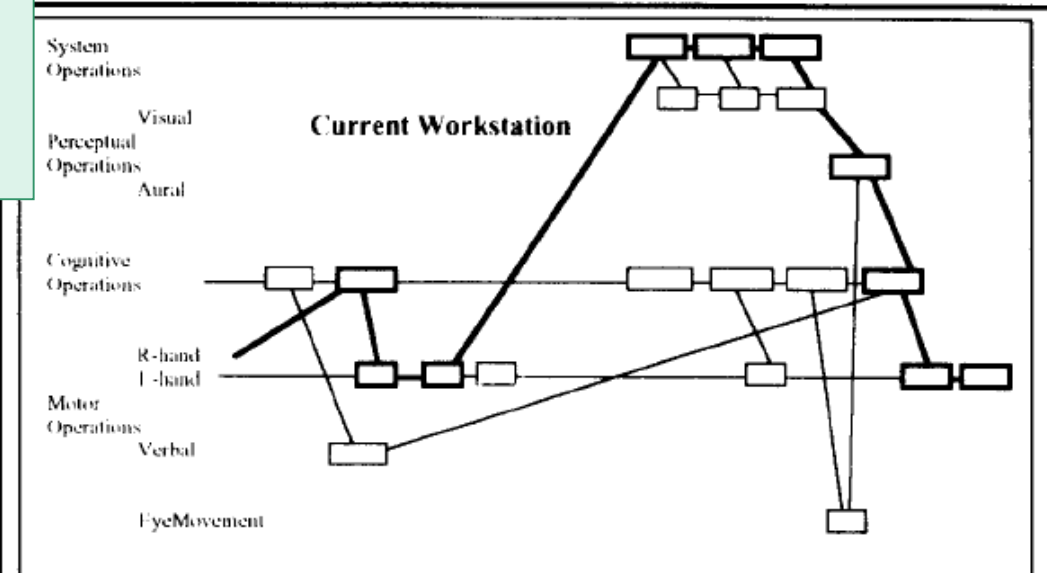 System
Operations
Visual
Current Workstation
Perceptual
Operations
Aural
Cognitive
Operations
R-hand
L-hand
Motor
Operations
Verbal
EyeMovement